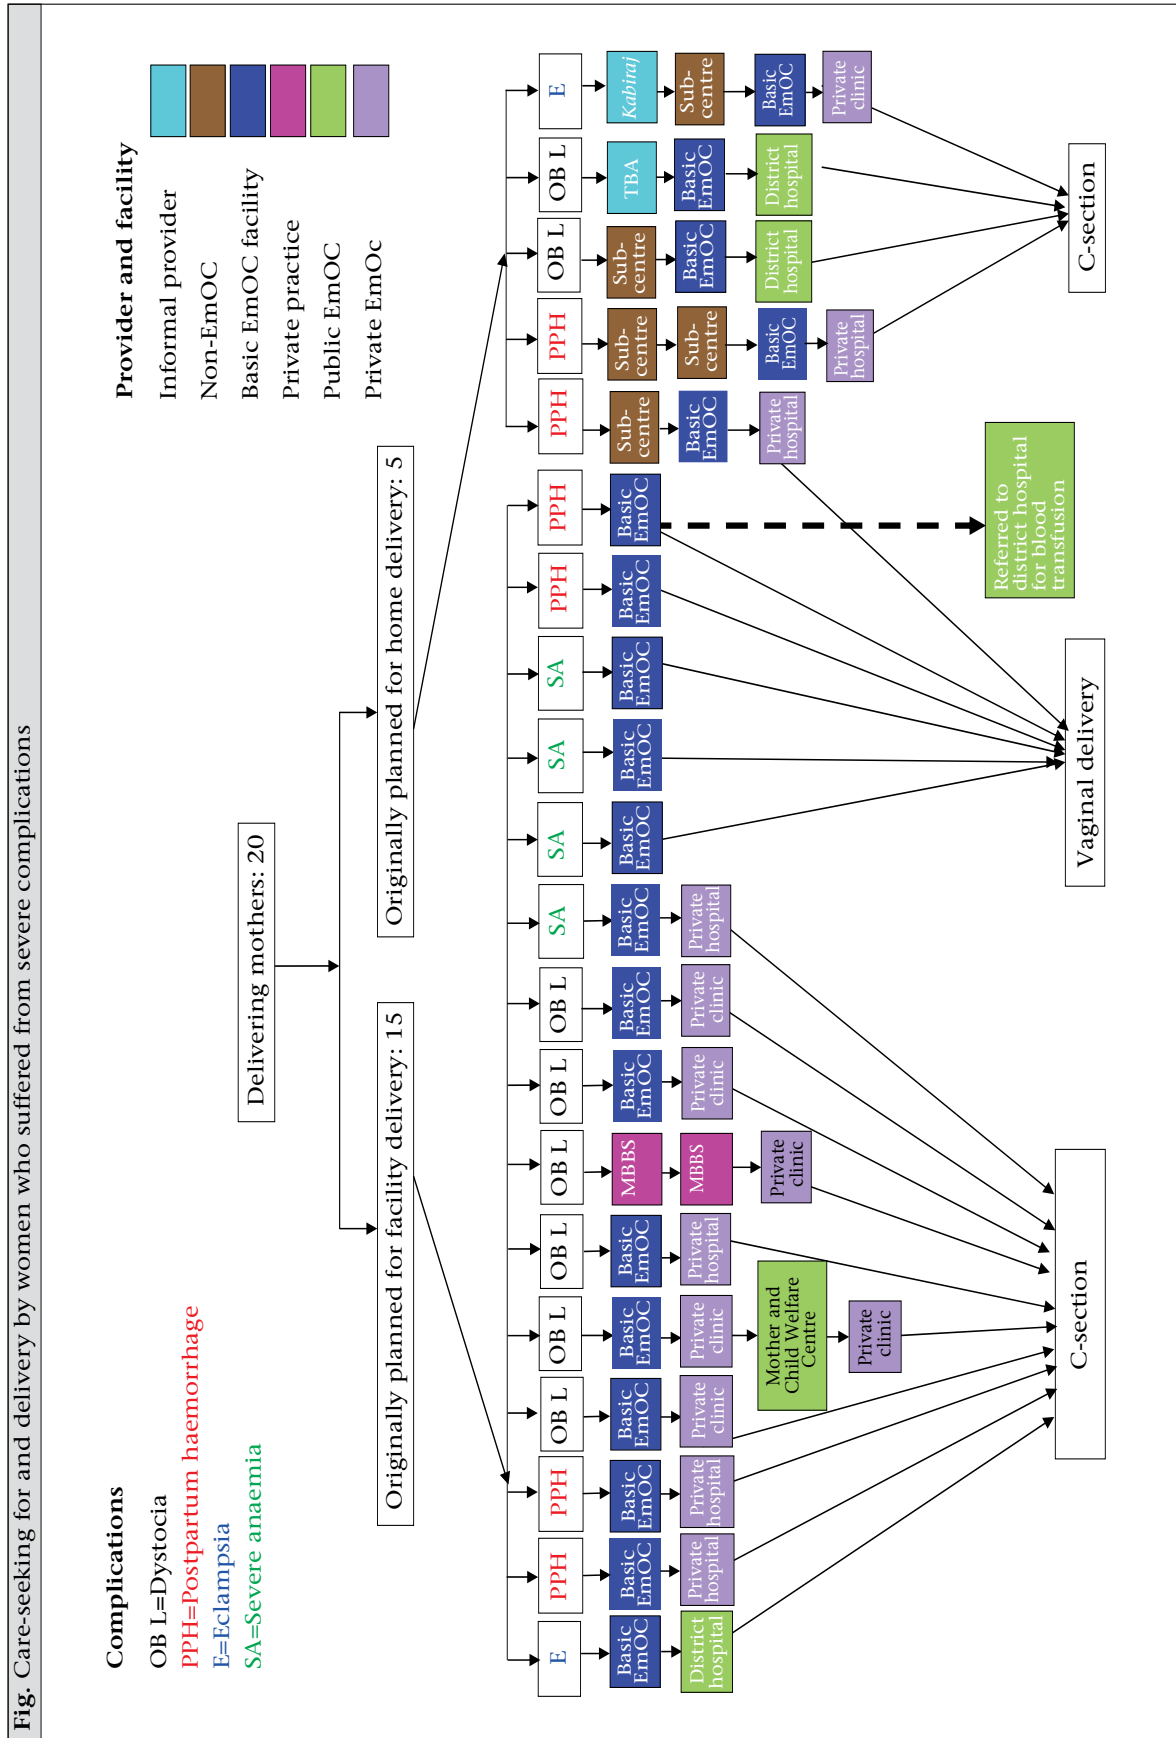 Fig. Care-seeking for and delivery by women who suffered from severe complications
Complications
OB L=Dystocia
PPH=Postpartum haemorrhage
E=Eclampsia
SA=Severe anaemia
Provider and facility
Informal provider
Non-EmOC
Basic EmOC facility
Private practice
Public EmOC
Private EmOc
Delivering mothers: 20
Originally planned for facility delivery: 15
Originally planned for home delivery: 5
E
PPH
PPH
OB L
OB L
OB L
OB L
OB L
OB L
SA
SA
SA
SA
PPH
PPH
PPH
PPH
OB L
OB L
E
Basic
EmOC
Basic
EmOC
Basic
EmOC
Basic
EmOC
Basic
EmOC
Basic
EmOC
MBBS
Basic
EmOC
Basic
EmOC
Basic
EmOC
Basic
EmOC
Basic
EmOC
Basic
EmOC
Basic
EmOC
Basic
EmOC
Sub-
centre
Sub-
centre
Sub-
centre
TBA
Kabiraj
District
hospital
Private
hospital
Private
hospital
Private
clinic
Private
clinic
Private
hospital
MBBS
Private
clinic
Private
clinic
Private
hospital
Basic
EmOC
Sub-
centre
Basic
EmOC
Basic
EmOC
Sub-
centre
Mother and
Child Welfare
Centre
Private
clinic
Private
hospital
Basic
EmOC
District
hospital
District
hospital
Basic
EmOC
Private
clinic
Private
hospital
Private
clinic
Referred to
district hospital
for blood
transfusion
C-section
Vaginal delivery
C-section